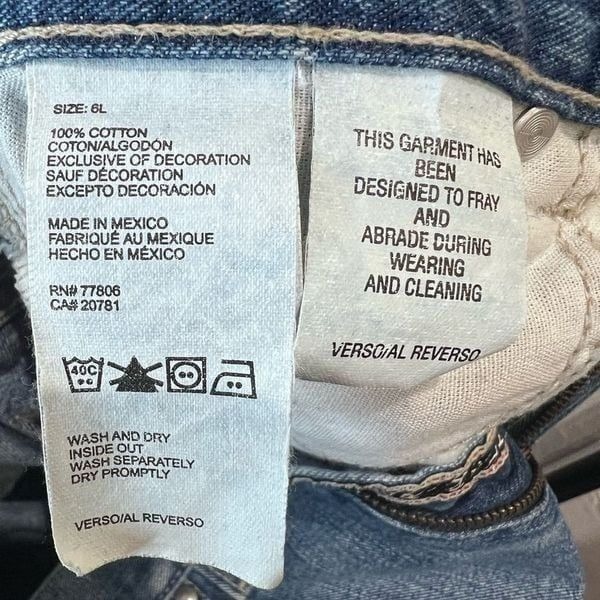 SIZE: 6L
100% COTTON
COTON/ALGODÓN
EXCLUSIVE OF DECORATION
SAUF DÉCORATION
EXCEPTO DECORACIÓN
MADE IN MEXICO
FABRIQUÉ AU MEXIQUE
HECHO EN MÉXICO
RN# 77806
CA# 20781
40C
WASH AND DRY
INSIDE OUT
WASH SEPARATELY
DRY PROMPTLY
VERSO/AL REVERSO
THIS GARMENT HAS
BEEN
DESIGNED TO FRAY
AND
ABRADE DURING
WEARING
AND CLEANING
VERSO/AL REVERSO